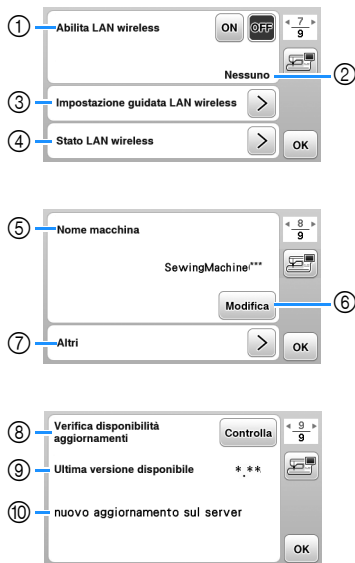 ① Abilita LAN wireless ON OFF 7
9
Nessuno ②
③ Impostazione guidata LAN wireless >
④ Stato LAN wireless > OK
⑤ Nome macchina 8
9
SewingMachine***
Modifica ⑥
⑦ Altri > OK
⑧ Verifica disponibilità
aggiornamenti Controlla 9
9
⑨ Ultima versione disponibile *.**
⑩ nuovo aggiornamento sul server
OK